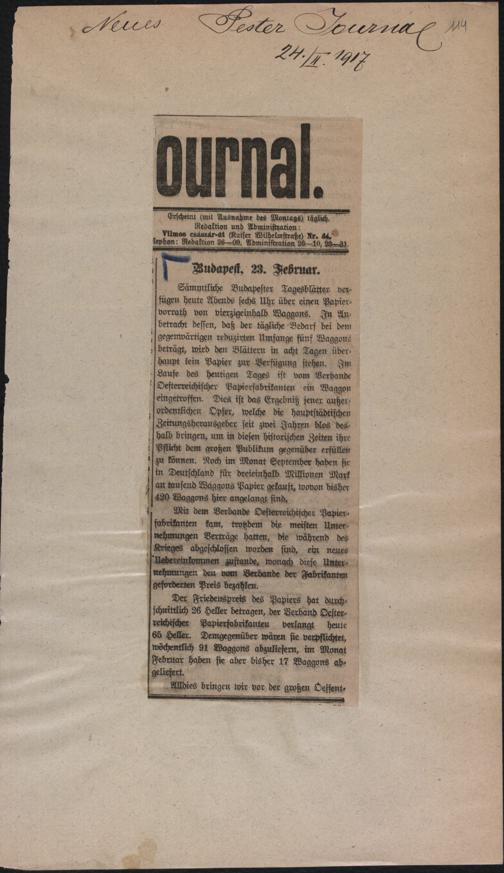 Neues Pester Journal
114
24./II. 1917
ournal.
Erscheint (mit Ausnahme des Montags) täglich.
Redaktion und Administration:
Vilmos császár-út (Kaiser Wilhelmstraße) Nr. 34.
lephon: Redaktion 26—09, Administration 26—10,
Budapest, 23. Februar.
Sämmtliche Budapester Tagesblätter ver-
fügen heute Abends sechs Uhr über einen Papier-
vorrath von vierzigeinhalb Waggons. In An-
betracht dessen, daß der tägliche Bedarf bei dem
gegenwärtigen reduzirten Umfange fünf Waggons
beträgt, wird den Blättern in acht Tagen über-
haupt kein Papier zur Verfügung stehen. Im
Laufe des heutigen Tages ist vom Verbande
Oesterreichischer Papierfabrikanten ein Waggon
eingetroffen. Dies ist das Ergebniß jener außer-
ordentlichen Opfer, welche die hauptstädtischen
Zeitungsherausgeber seit zwei Jahren blos des-
halb bringen, um in diesen historischen Zeiten ihre
Pflicht dem großen Publikum gegenüber erfüllen
zu können. Noch im Monat September haben sie
in Deutschland für dreieinhalb Millionen Mark
an tausend Waggons Papier gekauft, wovon bisher
420 Waggons hier angelangt sind.
Mit dem Verbande Oesterreichischer Papier-
fabrikanten kam, trotzdem die meisten Unter-
nehmungen Verträge hatten, die während des
Krieges abgeschlossen worden sind, ein neues
Uebereinkommen zustande, wonach diese Unter-
nehmungen den vom Verbande der Fabrikanten
geforderten Preis bezahlen.
Der Friedenspreis des Papiers hat durch-
schnittlich 26 Heller betragen, der Verband Oester-
reichischer Papierfabrikanten verlangt heute
65 Heller. Demgegenüber wären sie verpflichtet,
wöchentlich 91 Waggons abzuliefern, im Monat
Februar haben sie aber bisher 17 Waggons ab-
geliefert.
Alldies bringen wir vor der großen Oeffent-